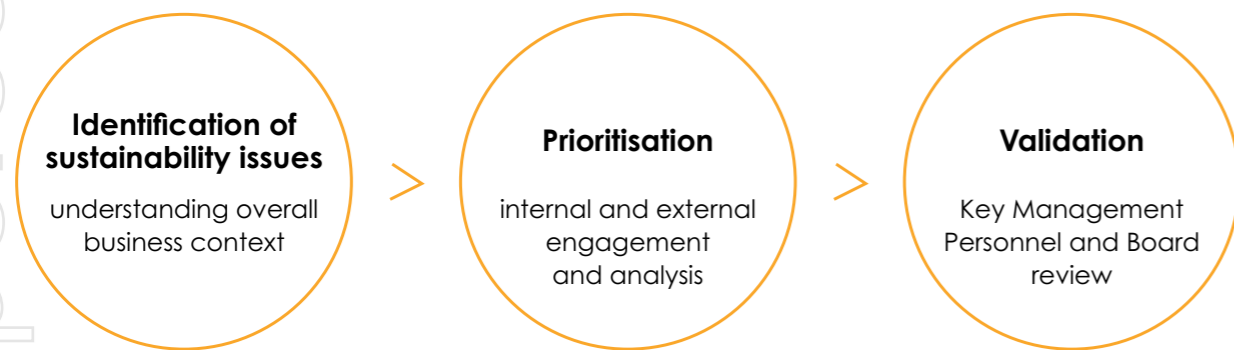 Identification of
sustainability issues
understanding overall
business context
>
Prioritisation
internal and external
engagement
and analysis
>
Validation
Key Management
Personnel and Board
review